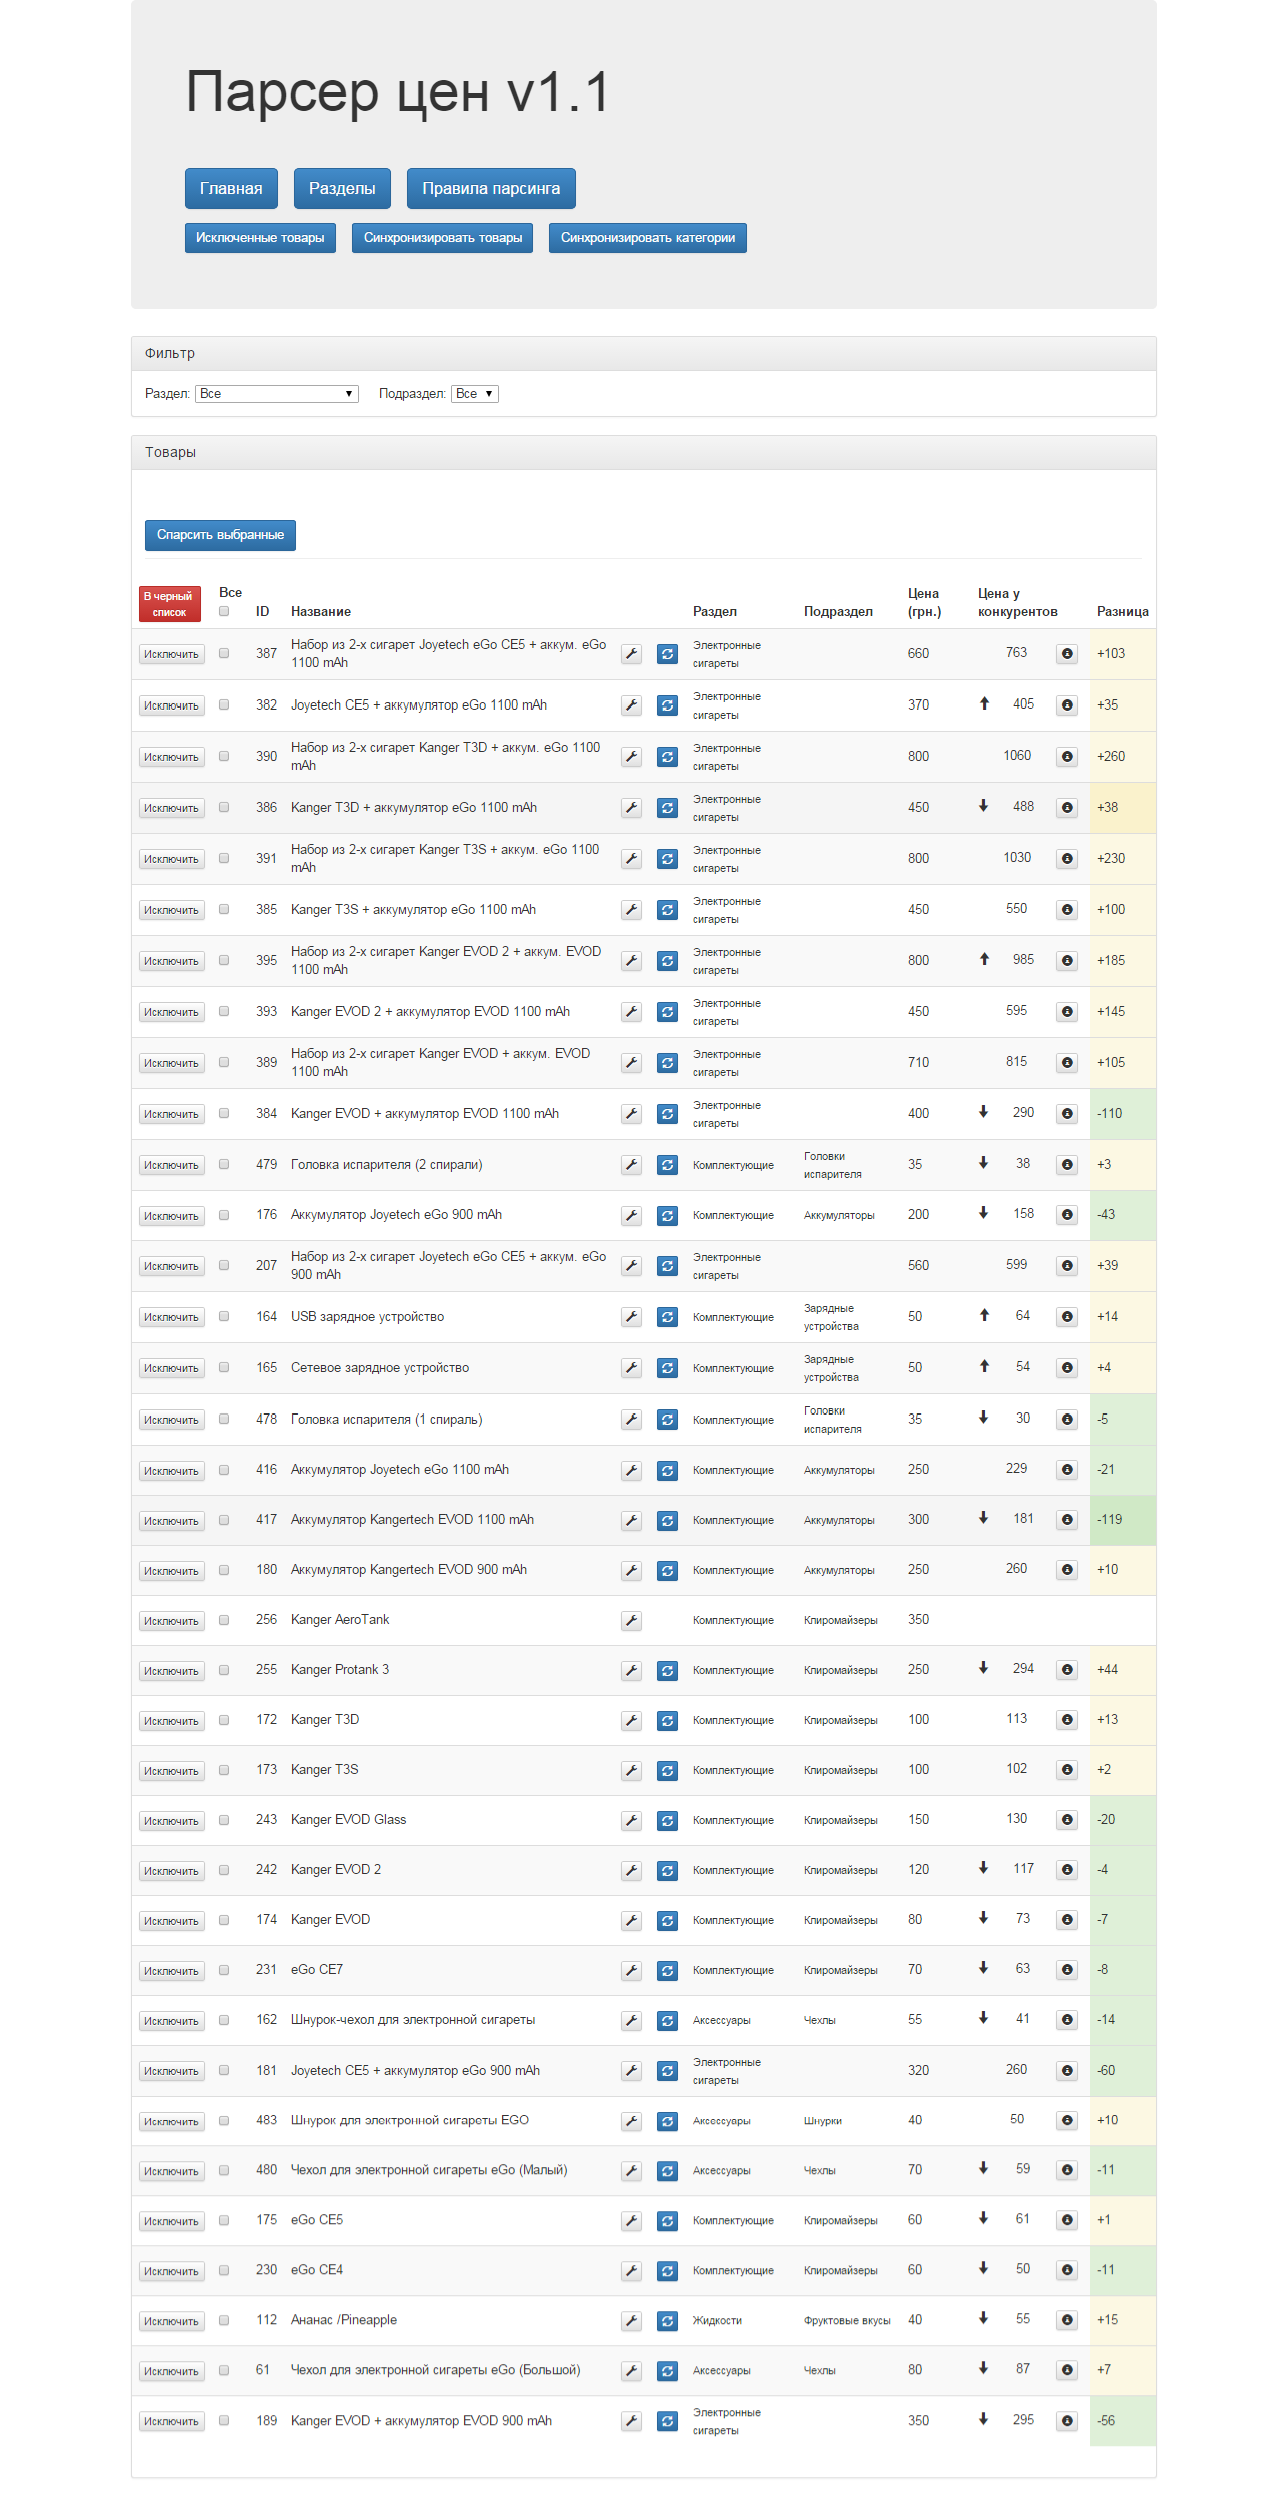 Парсер цен v1.1
Главная Разделы Правила парсинга
Исключенные товары Синхронизировать товары Синхронизировать категории
Фильтр
Раздел: Все Подраздел: Все
Товары
Спарсить выбранные
В черный список Все ID Название Раздел Подраздел Цена (грн.) Цена у конкурентов Разница
Исключить 387 Набор из 2-х сигарет Joyetech eGo CE5 + аккум. eGo 1100 mAh Электронные сигареты 660 763 +103
Исключить 382 Joyetech CE5 + аккумулятор eGo 1100 mAh Электронные сигареты 370 405 +35
Исключить 390 Набор из 2-х сигарет Kanger T3D + аккум. eGo 1100 mAh Электронные сигареты 800 1060 +260
Исключить 386 Kanger T3D + аккумулятор eGo 1100 mAh Электронные сигареты 450 488 +38
Исключить 391 Набор из 2-х сигарет Kanger T3S + аккум. eGo 1100 mAh Электронные сигареты 800 1030 +230
Исключить 385 Kanger T3S + аккумулятор eGo 1100 mAh Электронные сигареты 450 550 +100
Исключить 395 Набор из 2-х сигарет Kanger EVOD 2 + аккум. EVOD 1100 mAh Электронные сигареты 800 985 +185
Исключить 393 Kanger EVOD 2 + аккумулятор EVOD 1100 mAh Электронные сигареты 450 595 +145
Исключить 389 Набор из 2-х сигарет Kanger EVOD + аккум. EVOD 1100 mAh Электронные сигареты 710 815 +105
Исключить 384 Kanger EVOD + аккумулятор EVOD 1100 mAh Электронные сигареты 400 290 -110
Исключить 479 Головка испарителя (2 спирали) Комплектующие Головки испарителя 35 38 +3
Исключить 176 Аккумулятор Joyetech eGo 900 mAh Комплектующие Аккумуляторы 200 158 -43
Исключить 207 Набор из 2-х сигарет Joyetech eGo CE5 + аккум. eGo 900 mAh Электронные сигареты 560 599 +39
Исключить 164 USB зарядное устройство Комплектующие Зарядные устройства 50 64 +14
Исключить 165 Сетевое зарядное устройство Комплектующие Зарядные устройства 50 54 +4
Исключить 478 Головка испарителя (1 спираль) Комплектующие Головки испарителя 35 30 -5
Исключить 416 Аккумулятор Joyetech eGo 1100 mAh Комплектующие Аккумуляторы 250 229 -21
Исключить 417 Аккумулятор Kangertech EVOD 1100 mAh Комплектующие Аккумуляторы 300 181 -119
Исключить 180 Аккумулятор Kangertech EVOD 900 mAh Комплектующие Аккумуляторы 250 260 +10
Исключить 256 Kanger AeroTank Комплектующие Клиромайзеры 350
Исключить 255 Kanger Protank 3 Комплектующие Клиромайзеры 250 294 +44
Исключить 172 Kanger T3D Комплектующие Клиромайзеры 100 113 +13
Исключить 173 Kanger T3S Комплектующие Клиромайзеры 100 102 +2
Исключить 243 Kanger EVOD Glass Комплектующие Клиромайзеры 150 130 -20
Исключить 242 Kanger EVOD 2 Комплектующие Клиромайзеры 120 117 -4
Исключить 174 Kanger EVOD Комплектующие Клиромайзеры 80 73 -7
Исключить 231 eGo CE7 Комплектующие Клиромайзеры 70 63 -8
Исключить 162 Шнурок-чехол для электронной сигареты Аксессуары Чехлы 55 41 -14
Исключить 181 Joyetech CE5 + аккумулятор eGo 900 mAh Электронные сигареты 320 260 -60
Исключить 483 Шнурок для электронной сигареты EGO Аксессуары Шнурки 40 50 +10
Исключить 480 Чехол для электронной сигареты eGo (Малый) Аксессуары Чехлы 70 59 -11
Исключить 175 eGo CE5 Комплектующие Клиромайзеры 60 61 +1
Исключить 230 eGo CE4 Комплектующие Клиромайзеры 60 50 -11
Исключить 112 Ананас /Pineapple Жидкости Фруктовые вкусы 40 55 +15
Исключить 61 Чехол для электронной сигареты eGo (Большой) Аксессуары Чехлы 80 87 +7
Исключить 189 Kanger EVOD + аккумулятор EVOD 900 mAh Электронные сигареты 350 295 -56